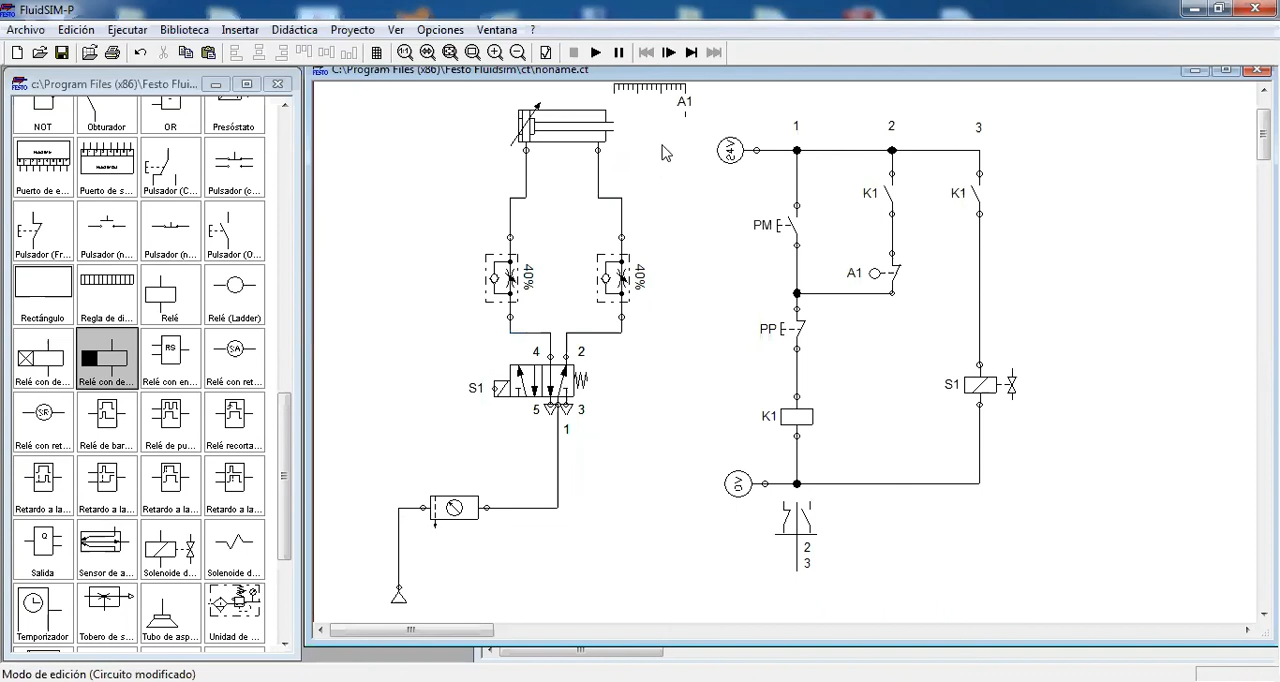 FluidSIM-P
Archivo Edición Ejecutar Biblioteca Insertar Didáctica Proyecto Ver Opciones Ventana ?
c:\Program Files (x86)\Festo Fluidsim\ct\noname.ct
c:\Program Files (x86)\Festo Flui...
NOT Obturador OR Presóstato
Puerto de e... Puerto de s... Pulsador (C... Pulsador (c...
Pulsador (Fr... Pulsador (n... Pulsador (n... Pulsador (O...
Rectángulo Regla de di... Relé Relé (Ladder)
RS SA
Relé con de... Relé con de... Relé con en... Relé con ret...
SR
Relé con ret... Relé de bar... Relé de pu... Relé recorta...
Retardo a la... Retardo a la... Retardo a la... Retardo a la...
Q
Salida Sensor de a... Solenoide d... Solenoide d...
Temporizador Tobero de s... Tubo de asp... Unidad de ...
A1
40% 40%
4 2
S1
5 3
1
1 2 3
24V
K1 K1
PM
A1
PP
S1
K1
0V
2
3
Modo de edición (Circuito modificado)